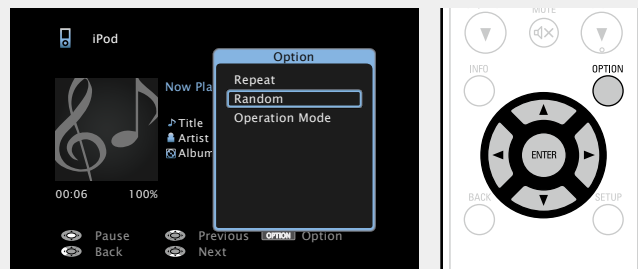 iPod
Option
Repeat
Random
Operation Mode
Now Pla
Title
Artist
Album
00:06 100%
Pause Previous OPTION Option
Back Next
MUTE
INFO OPTION
ENTER
BACK SETUP